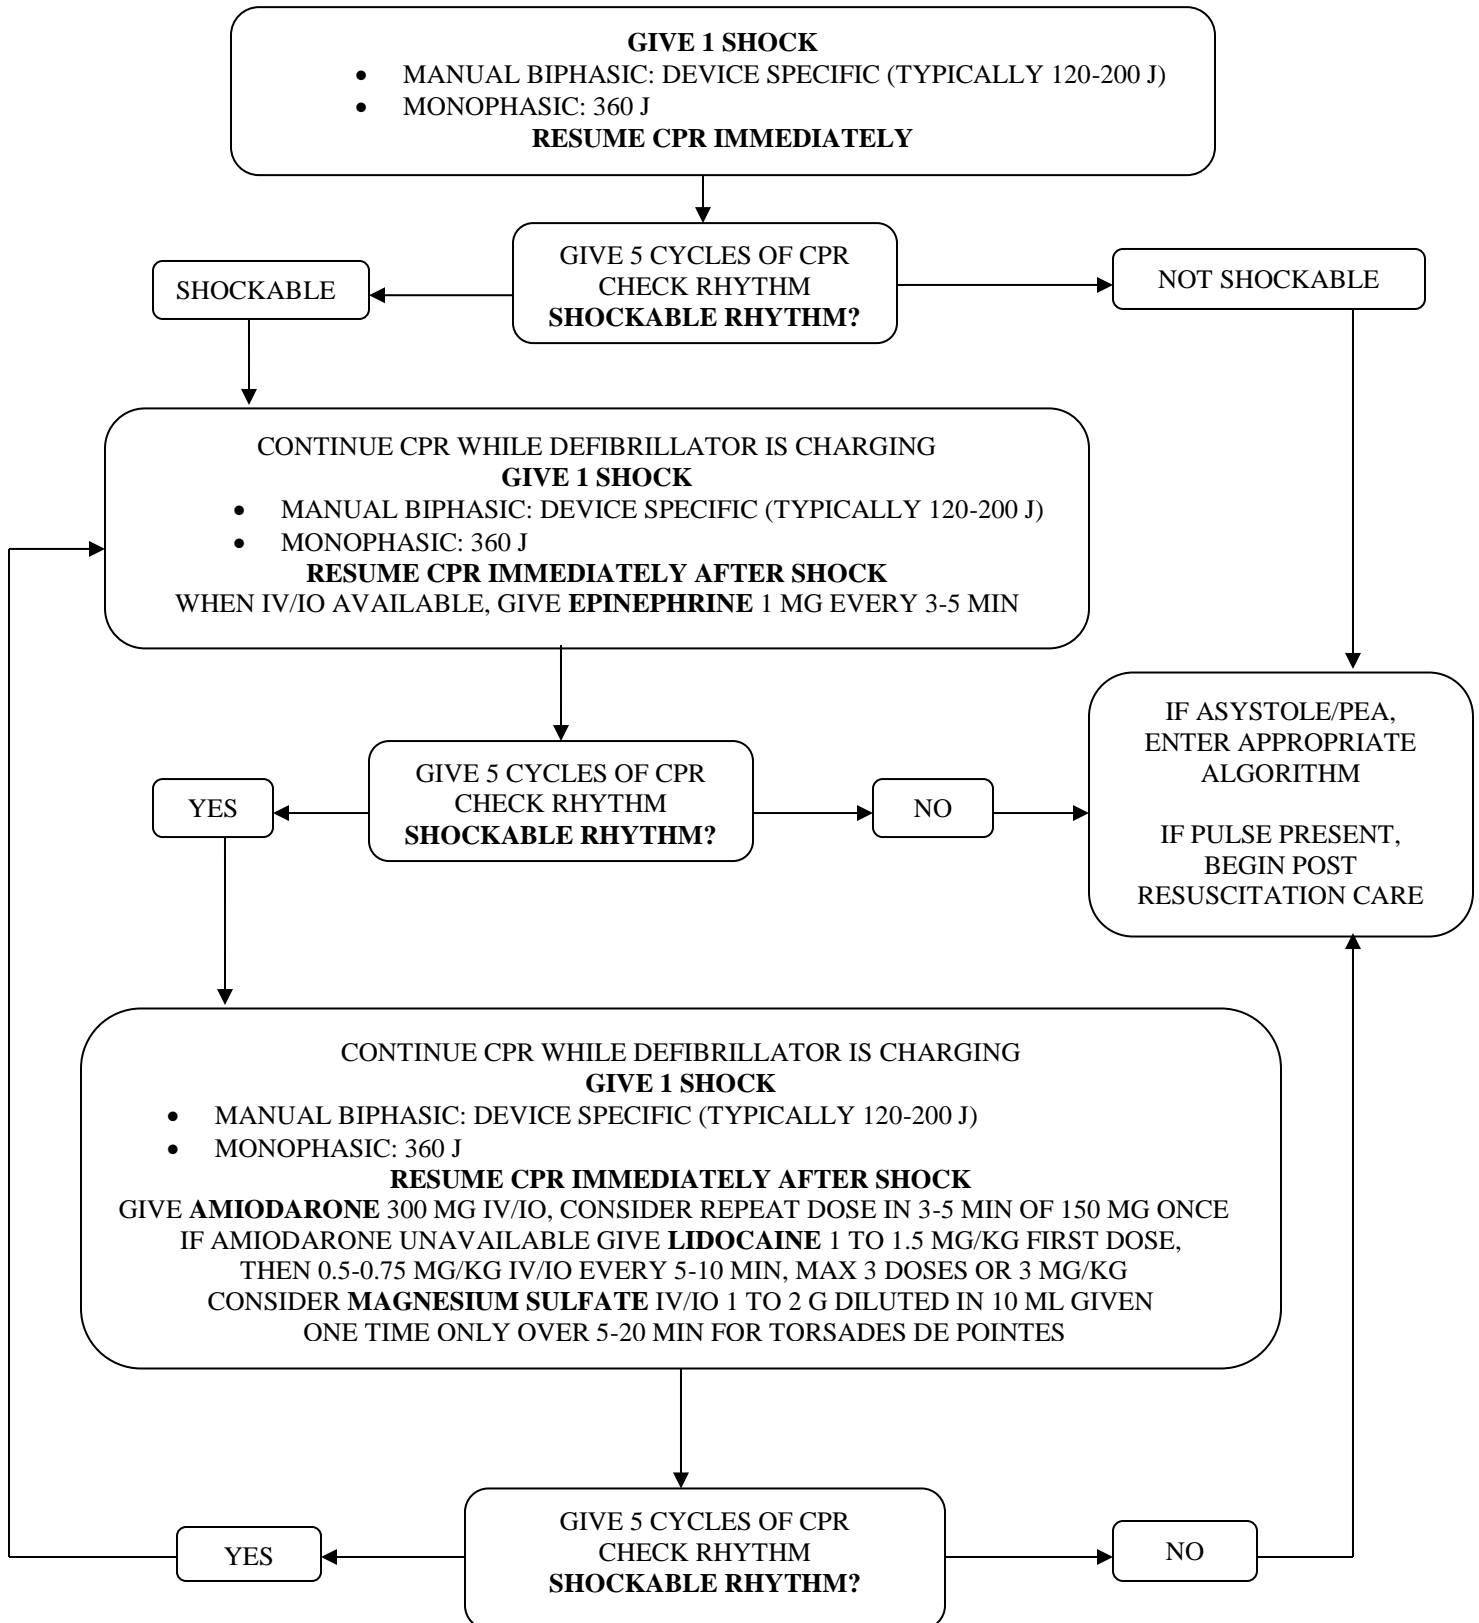 GIVE 1 SHOCK
• MANUAL BIPHASIC: DEVICE SPECIFIC (TYPICALLY 120-200 J)
• MONOPHASIC: 360 J
RESUME CPR IMMEDIATELY
GIVE 5 CYCLES OF CPR
CHECK RHYTHM
SHOCKABLE RHYTHM?
SHOCKABLE
NOT SHOCKABLE
CONTINUE CPR WHILE DEFIBRILLATOR IS CHARGING
GIVE 1 SHOCK
• MANUAL BIPHASIC: DEVICE SPECIFIC (TYPICALLY 120-200 J)
• MONOPHASIC: 360 J
RESUME CPR IMMEDIATELY AFTER SHOCK
WHEN IV/IO AVAILABLE, GIVE EPINEPHRINE 1 MG EVERY 3-5 MIN
GIVE 5 CYCLES OF CPR
CHECK RHYTHM
SHOCKABLE RHYTHM?
YES
NO
IF ASYSTOLE/PEA,
ENTER APPROPRIATE
ALGORITHM
IF PULSE PRESENT,
BEGIN POST
RESUSCITATION CARE
CONTINUE CPR WHILE DEFIBRILLATOR IS CHARGING
GIVE 1 SHOCK
• MANUAL BIPHASIC: DEVICE SPECIFIC (TYPICALLY 120-200 J)
• MONOPHASIC: 360 J
RESUME CPR IMMEDIATELY AFTER SHOCK
GIVE AMIODARONE 300 MG IV/IO, CONSIDER REPEAT DOSE IN 3-5 MIN OF 150 MG ONCE
IF AMIODARONE UNAVAILABLE GIVE LIDOCAINE 1 TO 1.5 MG/KG FIRST DOSE,
THEN 0.5-0.75 MG/KG IV/IO EVERY 5-10 MIN, MAX 3 DOSES OR 3 MG/KG
CONSIDER MAGNESIUM SULFATE IV/IO 1 TO 2 G DILUTED IN 10 ML GIVEN
ONE TIME ONLY OVER 5-20 MIN FOR TORSADES DE POINTES
GIVE 5 CYCLES OF CPR
CHECK RHYTHM
SHOCKABLE RHYTHM?
YES
NO